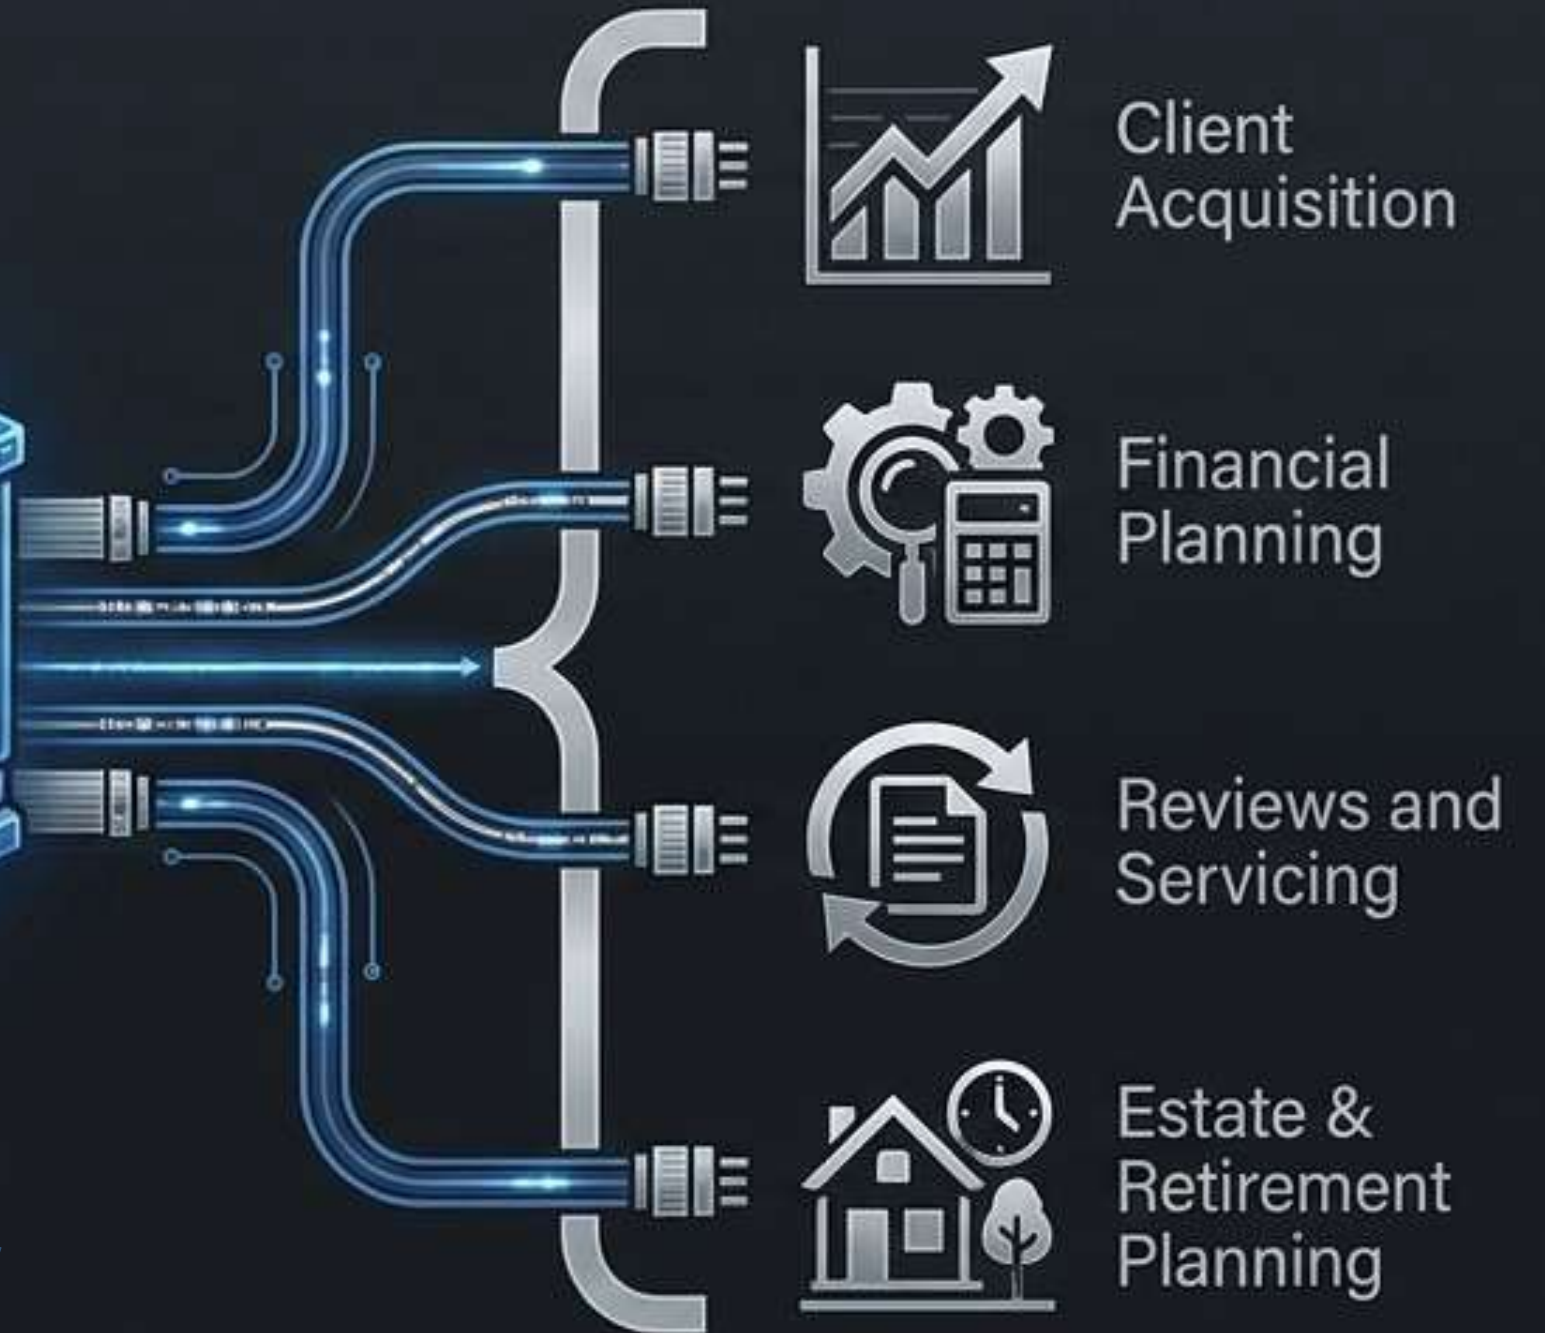 Client
Acquisition
Financial
Planning
Reviews and
Servicing
Estate &
Retirement
Planning